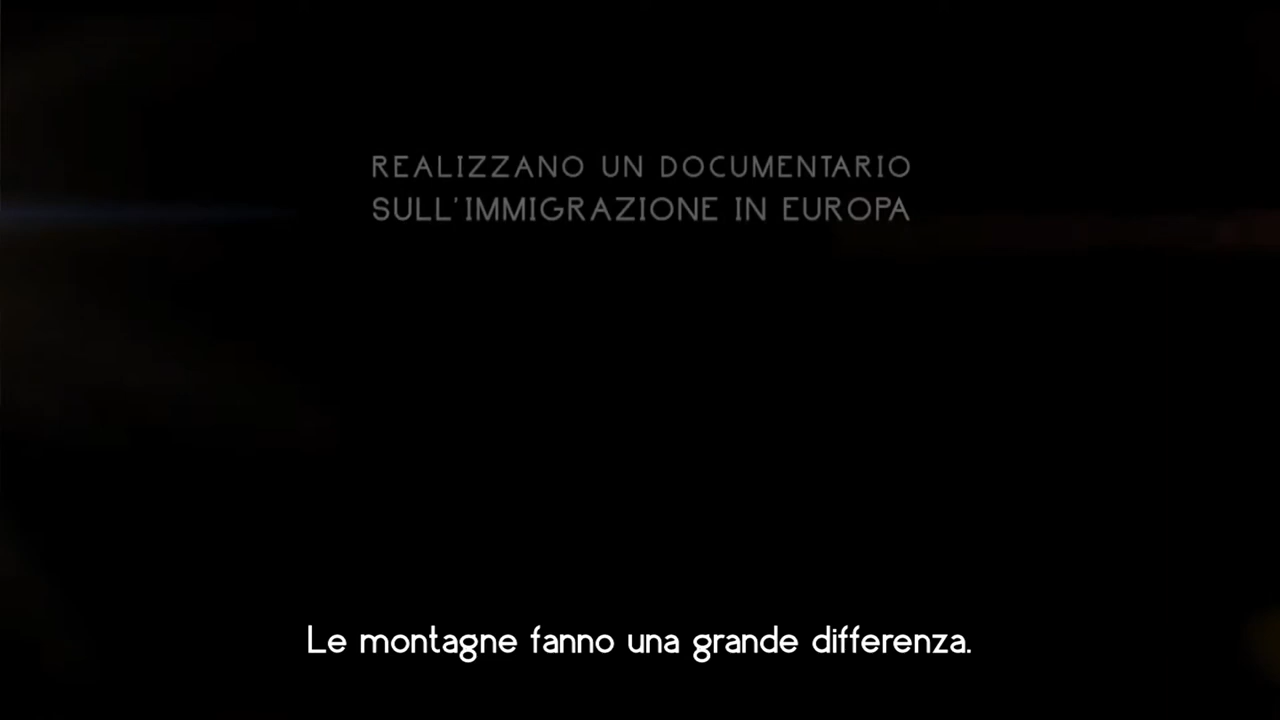 REALIZZANO UN DOCUMENTARIO
SULL'IMMIGRAZIONE IN EUROPA
Le montagne fanno una grande differenza.